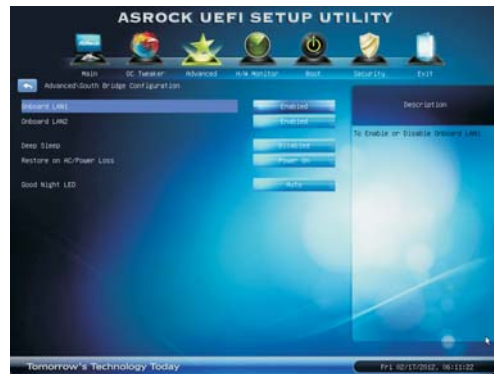 ASROCK UEFI SETUP UTILITY
Main OC Tweaker Advanced H/W Monitor Boot Security Exit
Advanced\South Bridge Configuration
Description
Onboard LAN1 Enabled
Onboard LAN2 Enabled
To Enable or Disable Onboard LAN1
Deep Sleep Disabled
Restore on AC/Power Loss Power On
Good Night LED Auto
Tomorrow's Technology Today
Fri 02/17/2012, 06:11:22